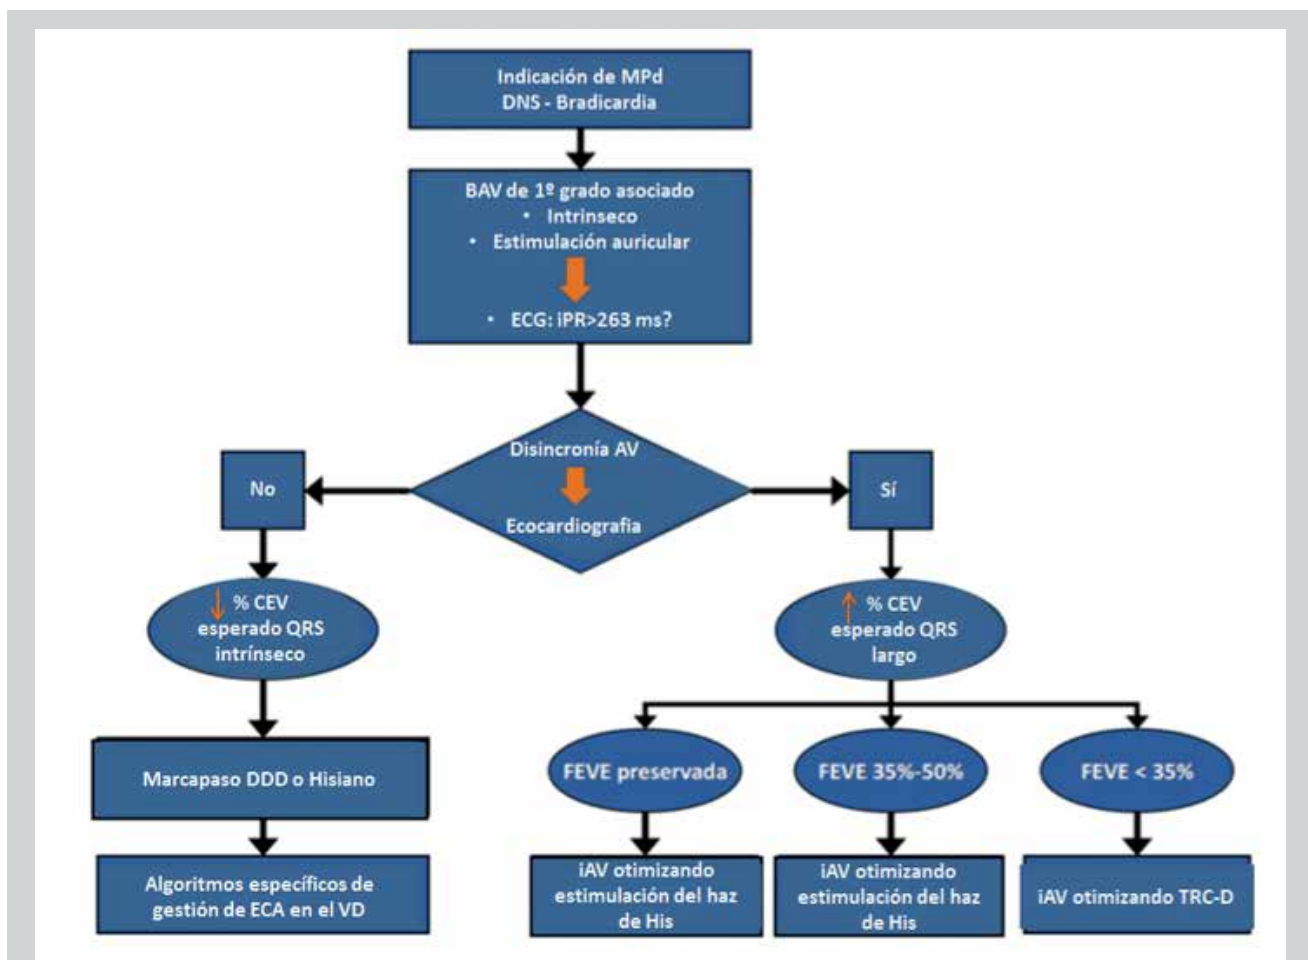 Indicación de MPd
DNS - Bradicardia
BAV de 1º grado asociado
• Intrinseco
• Estimulación auricular
• ECG: iPR>263 ms?
Disincronía AV
Ecocardiografia
No
Sí
↓ % CEV
esperado QRS
intrínseco
↑ % CEV
esperado QRS
largo
Marcapaso DDD o Hisiano
Algoritmos específicos de
gestión de ECA en el VD
FEVE preservada
FEVE 35%-50%
FEVE < 35%
iAV otimizando
estimulación del haz
de His
iAV otimizando
estimulación del haz
de His
iAV otimizando TRC-D